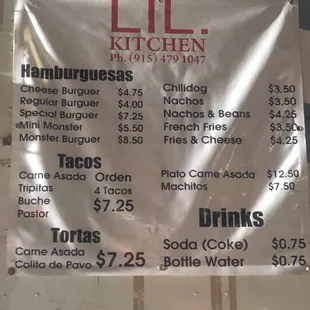 LIL.
KITCHEN
Ph. (915) 479 1047
Hamburguesas
Cheese Burguer $4.75
Regular Burguer $4.00
Special Burguer $7.25
Mini Monster $5.50
Monster Burguer $8.50
Chilidog $3.50
Nachos $3.50
Nachos & Beans $4.25
French Fries $3.50
Fries & Cheese $4.25
Tacos
Carne Asada Orden
Tripitas 4 Tacos
Buche $7.25
Pastor
Plato Carne Asada $12.50
Machitos $7.50
Tortas
Carne Asada $7.25
Colita de Pavo
Drinks
Soda (Coke) $0.75
Bottle Water $0.75